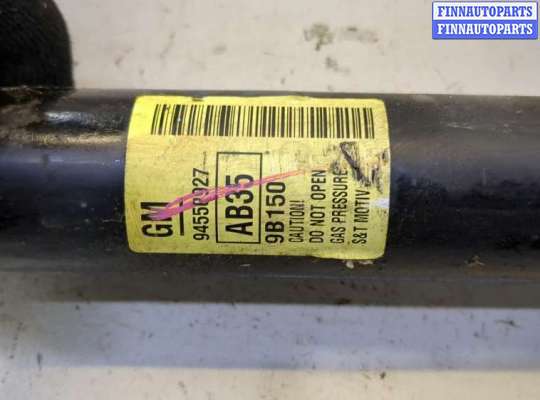 FINNAUTOPARTS
FINNAUTOPARTS
GM
AB35
9B150
CAUTION!
DO NOT OPEN
GAS PRESSURE
S&T MOTIV